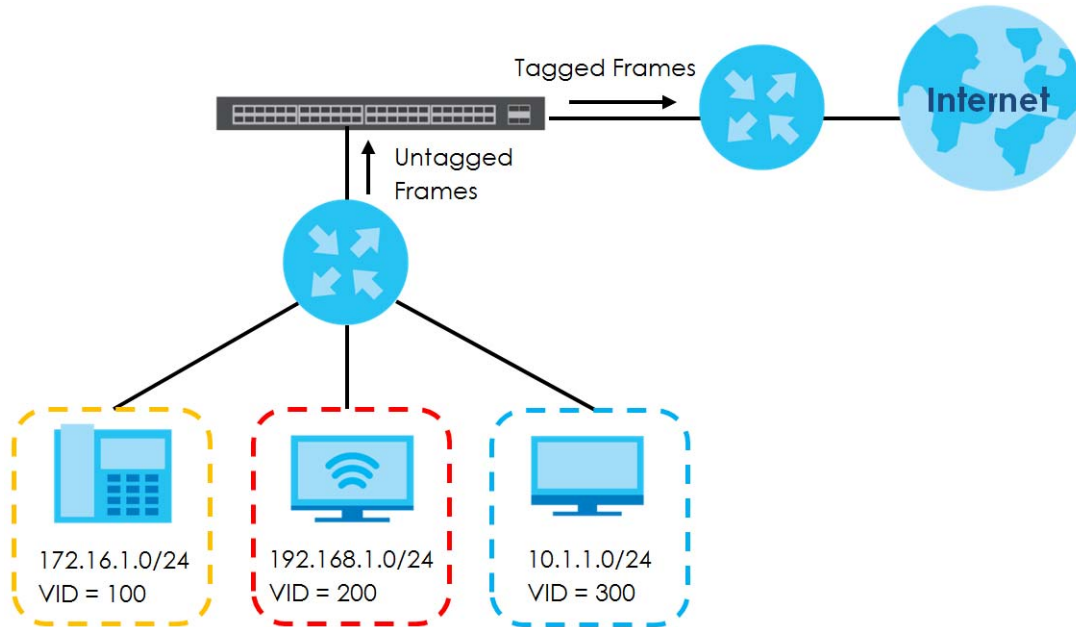 Tagged Frames
Internet
Untagged
Frames
172.16.1.0/24
VID = 100
192.168.1.0/24
VID = 200
10.1.1.0/24
VID = 300